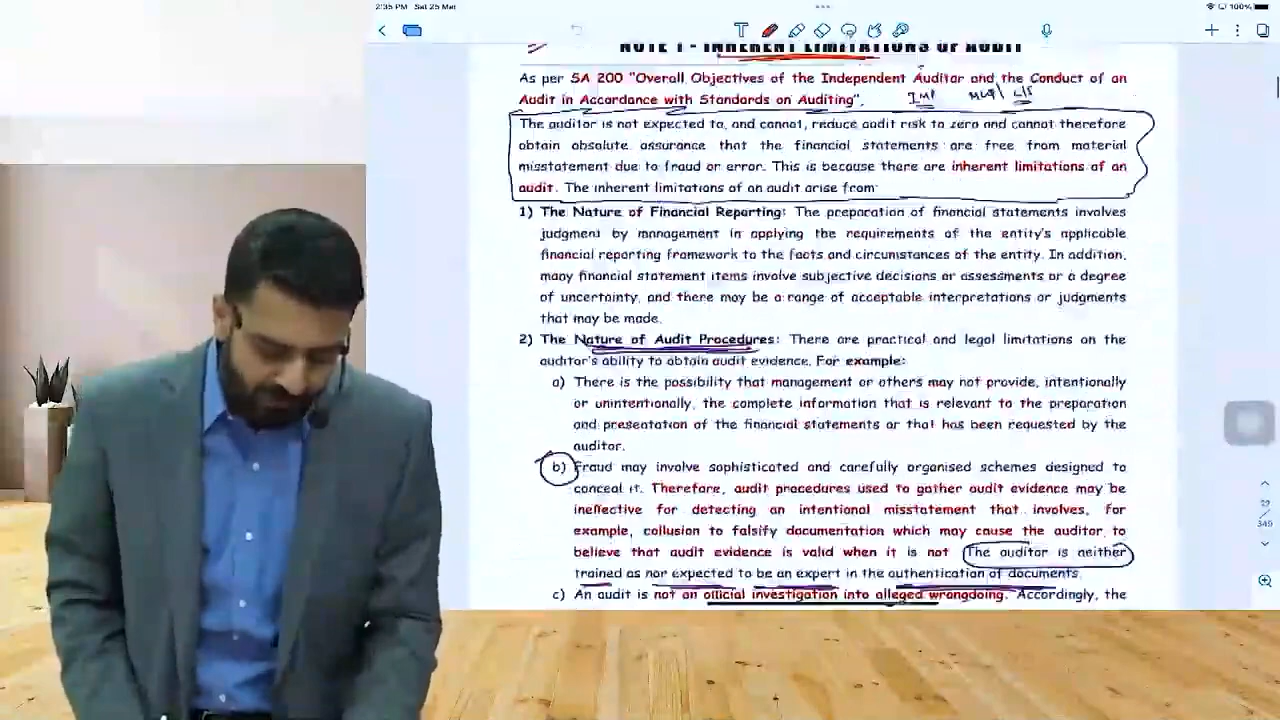 2:35 PM Sat 25 Mar
100%
NOTE 1 - INHERENT LIMITATIONS OF AUDIT
As per SA 200 "Overall Objectives of the Independent Auditor and the Conduct of an
Audit in Accordance with Standards on Auditing",
IMP MCQ\ C/S
The auditor is not expected to, and cannot, reduce audit risk to zero and cannot therefore
obtain absolute assurance that the financial statements are free from material
misstatement due to fraud or error. This is because there are inherent limitations of an
audit. The inherent limitations of an audit arise from:
1) The Nature of Financial Reporting: The preparation of financial statements involves
judgment by management in applying the requirements of the entity's applicable
financial reporting framework to the facts and circumstances of the entity. In addition,
many financial statement items involve subjective decisions or assessments or a degree
of uncertainty, and there may be a range of acceptable interpretations or judgments
that may be made.
2) The Nature of Audit Procedures: There are practical and legal limitations on the
auditor's ability to obtain audit evidence. For example:
a) There is the possibility that management or others may not provide, intentionally
or unintentionally, the complete information that is relevant to the preparation
and presentation of the financial statements or that has been requested by the
auditor.
b) Fraud may involve sophisticated and carefully organised schemes designed to
conceal it. Therefore, audit procedures used to gather audit evidence may be
ineffective for detecting an intentional misstatement that involves, for
example, collusion to falsify documentation which may cause the auditor to
believe that audit evidence is valid when it is not The auditor is neither
trained as nor expected to be an expert in the authentication of documents.
c) An audit is not an official investigation into alleged wrongdoing. Accordingly, the
349